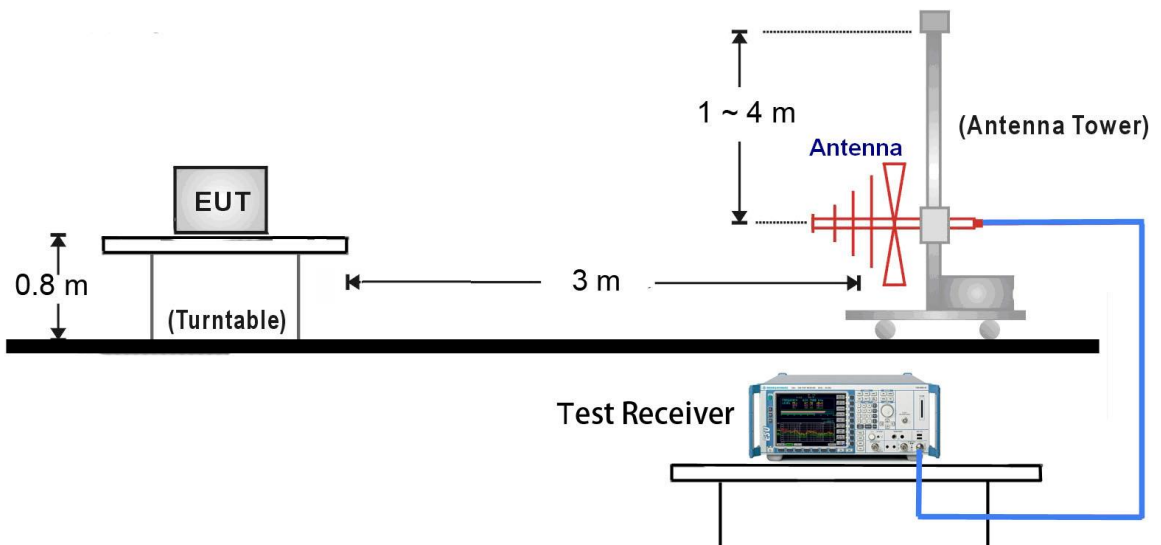 1 ~ 4 m
(Antenna Tower)
Antenna
EUT
0.8 m
3 m
(Turntable)
Test Receiver